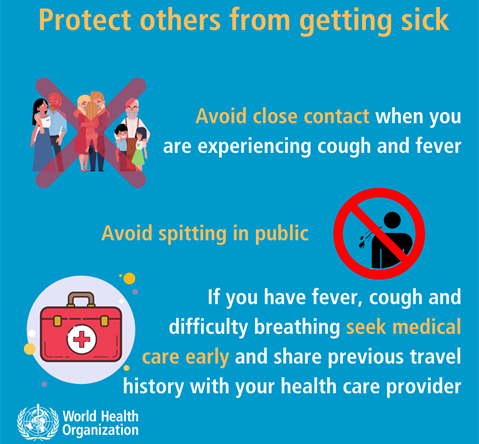 Protect others from getting sick
Avoid close contact when you
are experiencing cough and fever
Avoid spitting in public
If you have fever, cough and
difficulty breathing seek medical
care early and share previous travel
history with your health care provider
World Health
Organization